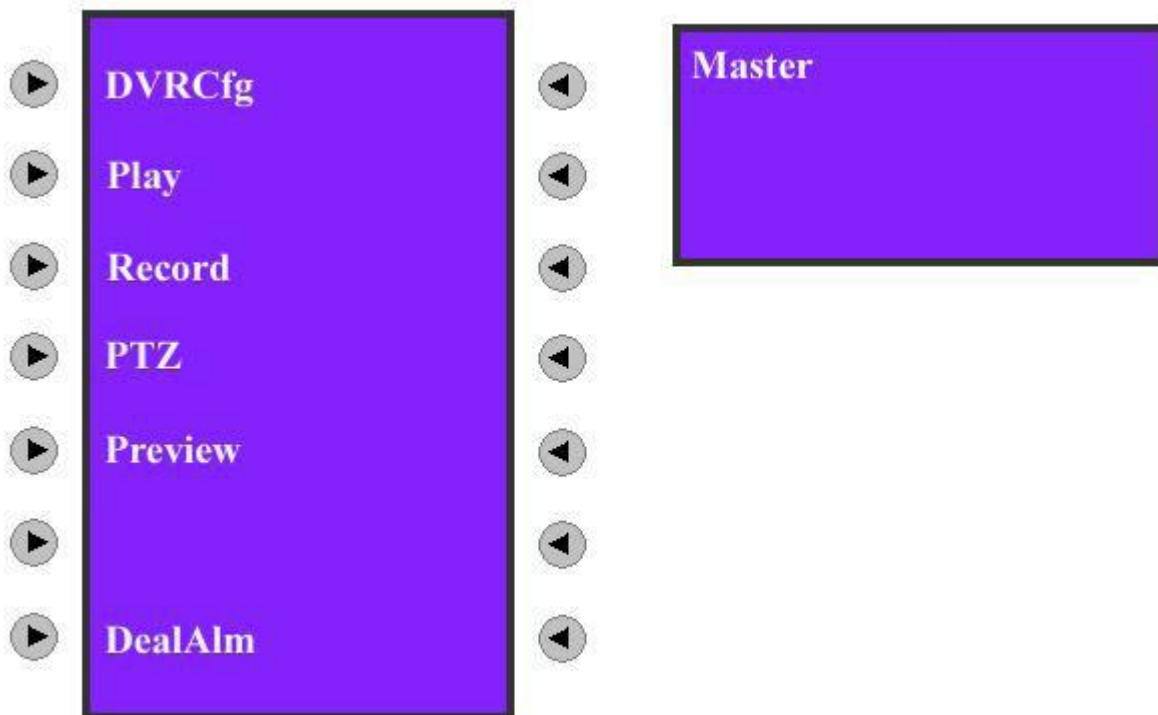 DVRCfg
Play
Record
PTZ
Preview
DealAlm
Master